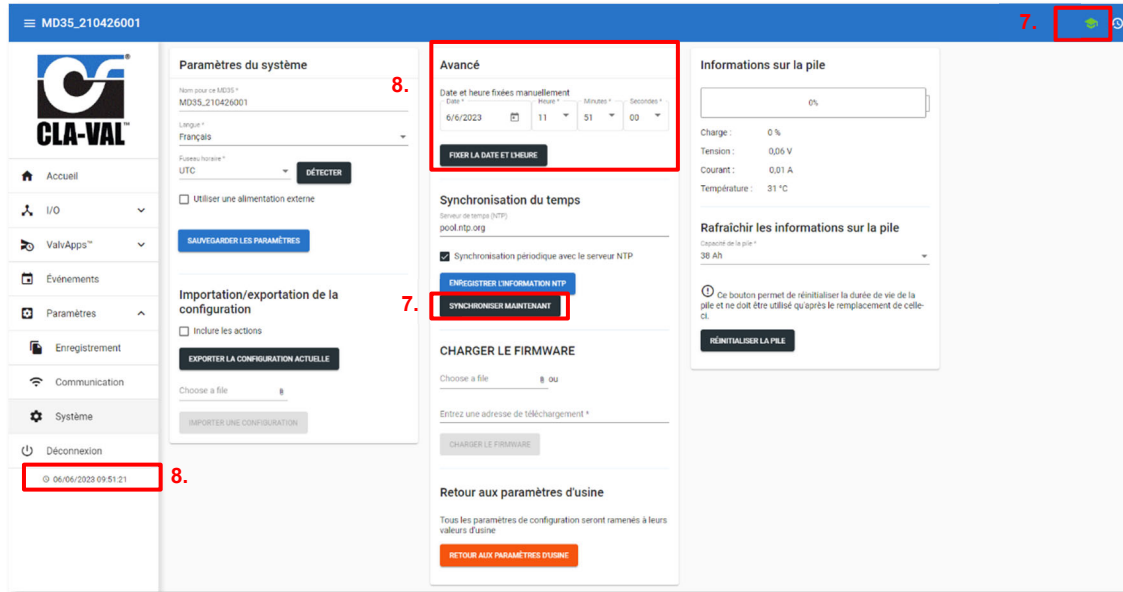 MD35_210426001
7.
CLA-VAL™
Accueil
I/O
ValvApps™
Événements
Paramètres
Enregistrement
Communication
Système
Déconnexion
06/06/2023 09:51:21
8.
Paramètres du système
Nom pour ce MD35 *
MD35_210426001
Langue *
Français
Fuseau horaire *
UTC
DÉTECTER
Utiliser une alimentation externe
SAUVEGARDER LES PARAMÈTRES
Importation/exportation de la
configuration
Inclure les actions
EXPORTER LA CONFIGURATION ACTUELLE
Choose a file
IMPORTER UNE CONFIGURATION
8.
Avancé
Date et heure fixées manuellement
Date * Heure * Minutes * Secondes *
6/6/2023 11 51 00
FIXER LA DATE ET L'HEURE
Synchronisation du temps
Serveur de temps (NTP)
pool.ntp.org
Synchronisation périodique avec le serveur NTP
ENREGISTRER L'INFORMATION NTP
7.
SYNCHRONISER MAINTENANT
CHARGER LE FIRMWARE
Choose a file ou
Entrez une adresse de téléchargement *
CHARGER LE FIRMWARE
Retour aux paramètres d'usine
Tous les paramètres de configuration seront ramenés à leurs
valeurs d'usine
RETOUR AUX PARAMÈTRES D'USINE
Informations sur la pile
0%
Charge : 0 %
Tension : 0,06 V
Courant : 0,01 A
Température : 31 °C
Rafraîchir les informations sur la pile
Capacité de la pile *
38 Ah
Ce bouton permet de réinitialiser la durée de vie de la
pile et ne doit être utilisé qu'après le remplacement de celle-
ci.
RÉINITIALISER LA PILE